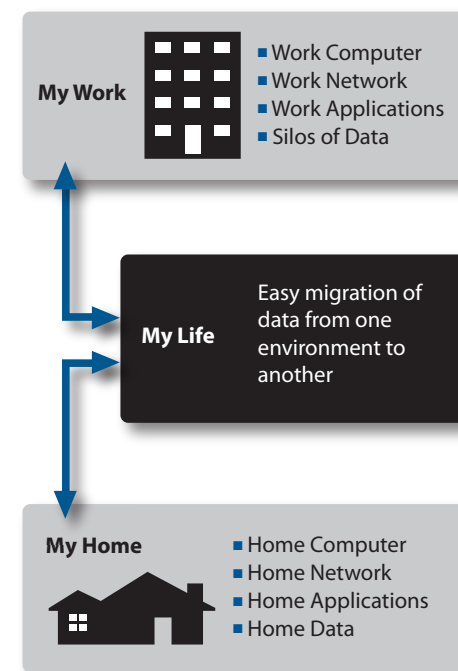 My Work
■ Work Computer
■ Work Network
■ Work Applications
■ Silos of Data
My Life
Easy migration of
data from one
environment to
another
My Home
■ Home Computer
■ Home Network
■ Home Applications
■ Home Data